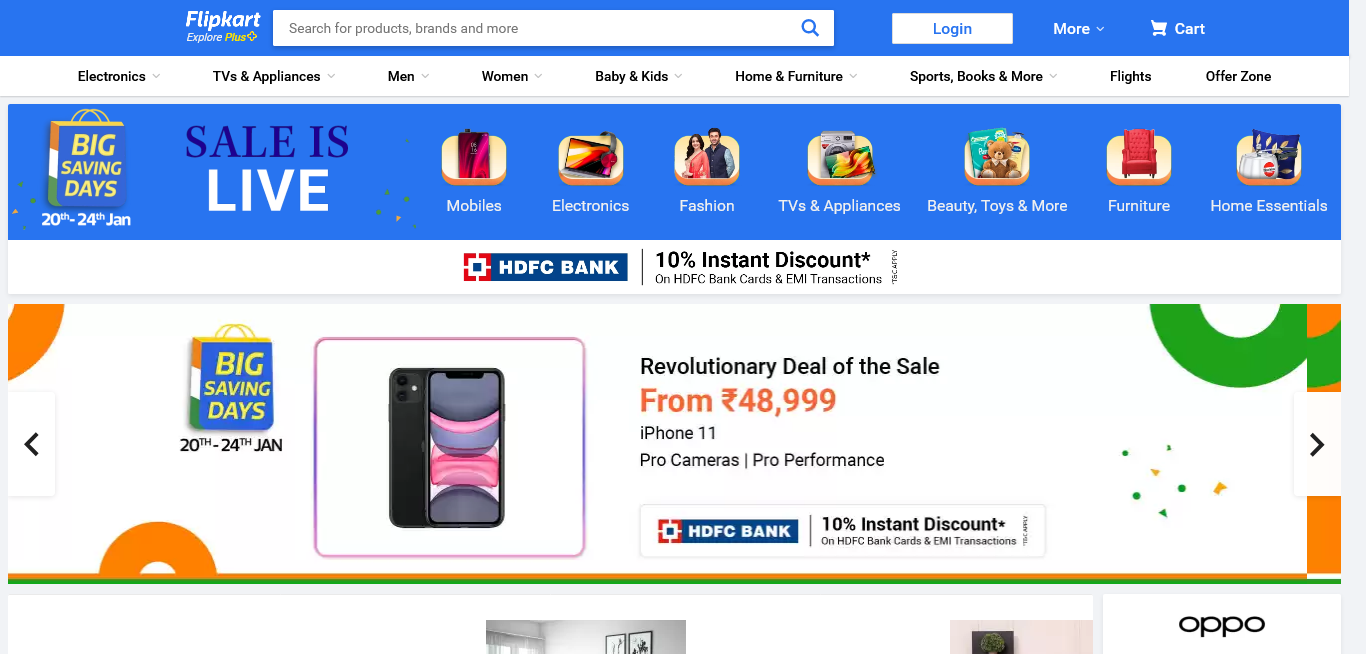 Flipkart
Explore Plus
Search for products, brands and more
Login
More
Cart
Electronics
TVs & Appliances
Men
Women
Baby & Kids
Home & Furniture
Sports, Books & More
Flights
Offer Zone
BIG
SAVING
DAYS
20th - 24th Jan
SALE IS
LIVE
Mobiles
Electronics
Fashion
TVs & Appliances
Beauty, Toys & More
Furniture
Home Essentials
HDFC BANK
10% Instant Discount*
On HDFC Bank Cards & EMI Transactions
*T&C APPLY
BIG
SAVING
DAYS
20TH - 24TH JAN
Revolutionary Deal of the Sale
From ₹48,999
iPhone 11
Pro Cameras | Pro Performance
HDFC BANK
10% Instant Discount*
On HDFC Bank Cards & EMI Transactions
*T&C APPLY
oppo